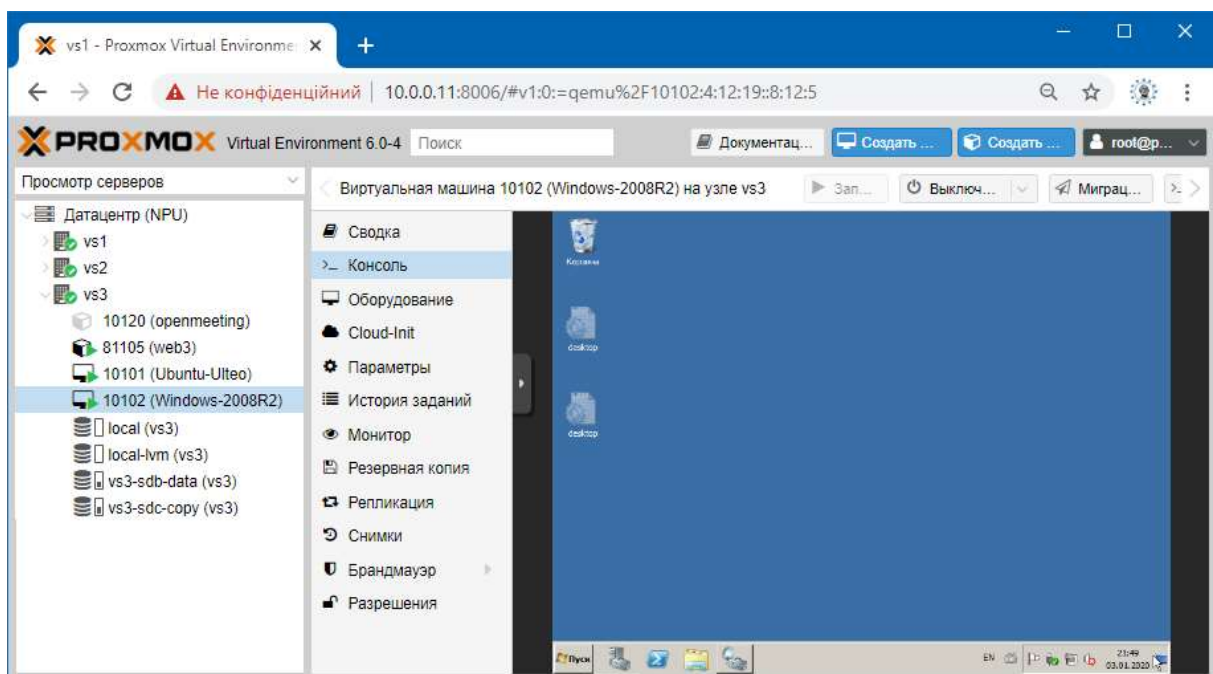 vs1 - Proxmox Virtual Environme
Не конфіденційний | 10.0.0.11:8006/#v1:0:=qemu%2F10102:4:12:19::8:12:5
PROXMOX Virtual Environment 6.0-4 Поиск Документац... Создать ... Создать ... root@p...
Просмотр серверов
Виртуальная машина 10102 (Windows-2008R2) на узле vs3 Зап... Выключ... Миграц...
Датацентр (NPU)
vs1
vs2
vs3
10120 (openmeeting)
81105 (web3)
10101 (Ubuntu-Ulteo)
10102 (Windows-2008R2)
local (vs3)
local-lvm (vs3)
vs3-sdb-data (vs3)
vs3-sdc-copy (vs3)
Сводка
Консоль
Оборудование
Cloud-Init
Параметры
История заданий
Монитор
Резервная копия
Репликация
Снимки
Брандмауэр
Разрешения
Корзина
desktop
desktop
Пуск
EN
21:49
03.01.2020